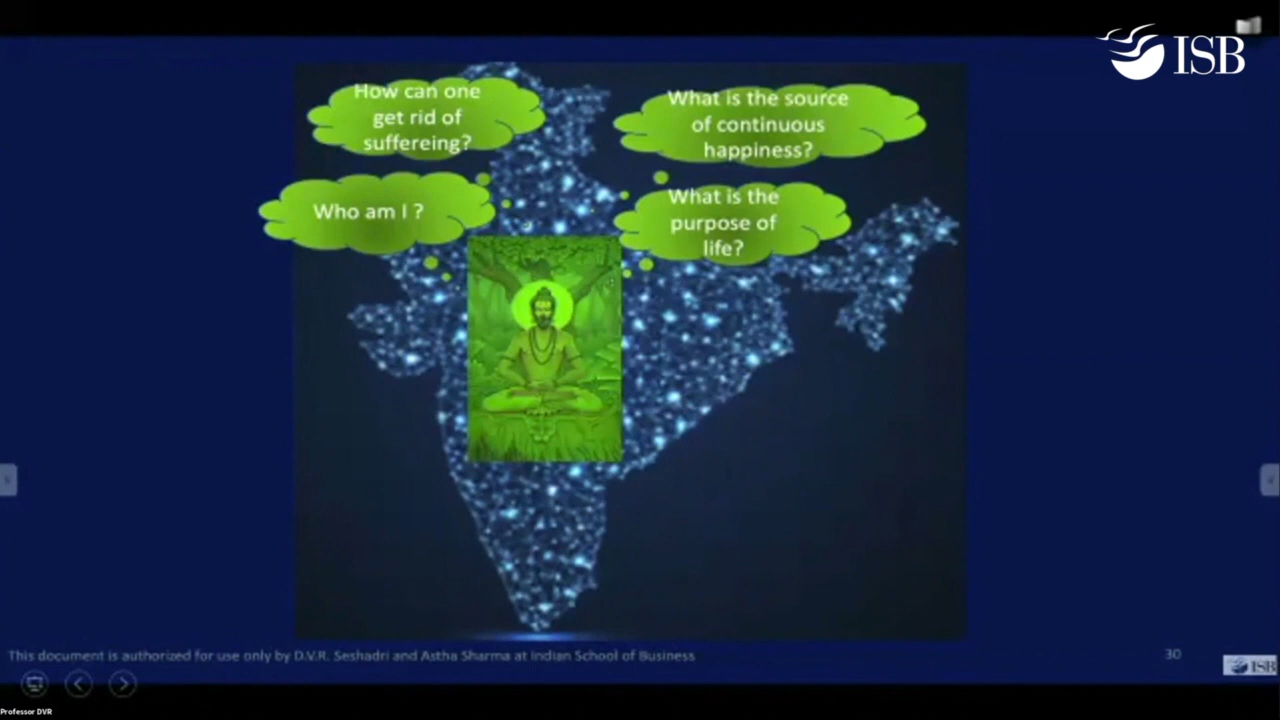 ISB
How can one
get rid of
suffereing?
What is the source
of continuous
happiness?
Who am I ?
What is the
purpose of
life?
This document is authorized for use only by D.V.R. Seshadri and Astha Sharma at Indian School of Business
30
ISB
Professor DVR